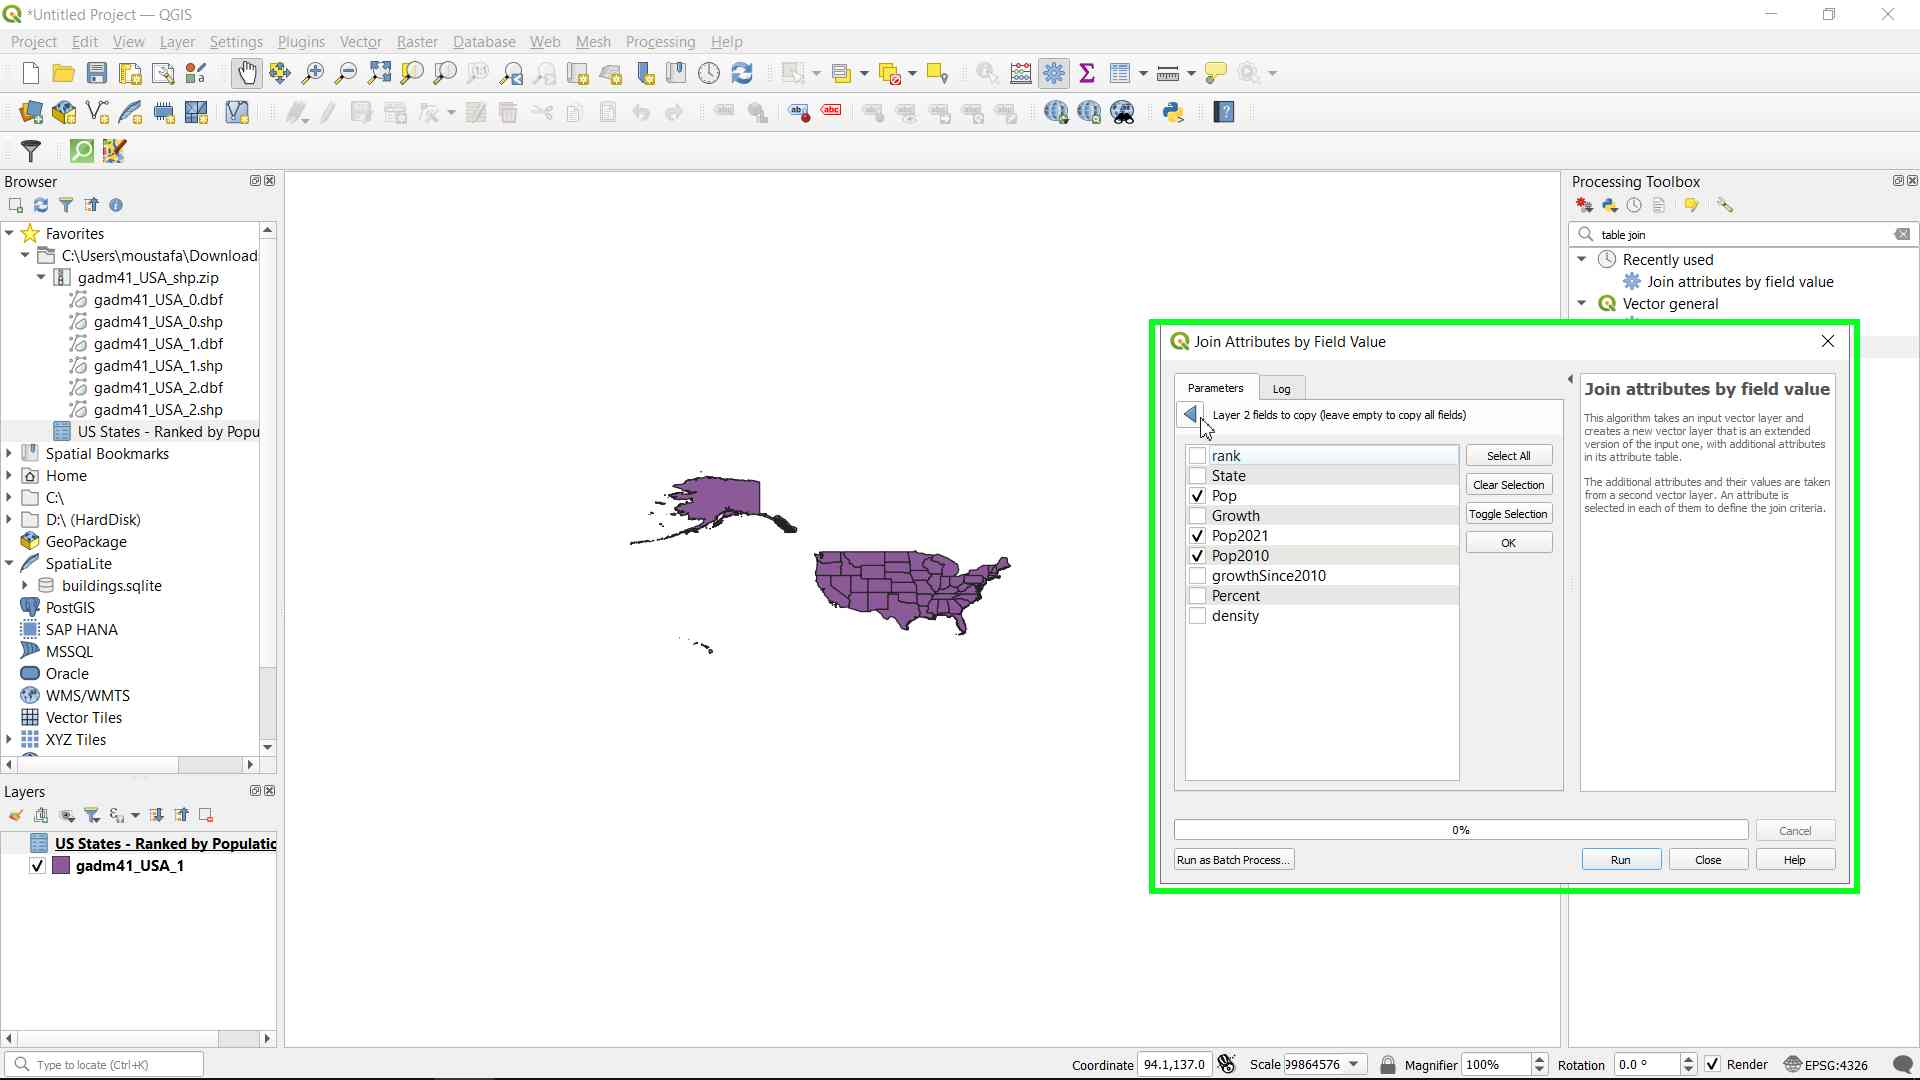 *Untitled Project — QGIS
Project Edit View Layer Settings Plugins Vector Raster Database Web Mesh Processing Help
Browser
Favorites
C:\Users\moustafa\Download
gadm41_USA_shp.zip
gadm41_USA_0.dbf
gadm41_USA_0.shp
gadm41_USA_1.dbf
gadm41_USA_1.shp
gadm41_USA_2.dbf
gadm41_USA_2.shp
US States - Ranked by Popu
Spatial Bookmarks
Home
C:\
D:\ (HardDisk)
GeoPackage
SpatiaLite
buildings.sqlite
PostGIS
SAP HANA
MSSQL
Oracle
WMS/WMTS
Vector Tiles
XYZ Tiles
Layers
US States - Ranked by Populatic
gadm41_USA_1
Processing Toolbox
table join
Recently used
Join attributes by field value
Vector general
Join Attributes by Field Value
Parameters Log
Layer 2 fields to copy (leave empty to copy all fields)
rank
State
Pop
Growth
Pop2021
Pop2010
growthSince2010
Percent
density
Select All
Clear Selection
Toggle Selection
OK
Join attributes by field value
This algorithm takes an input vector layer and
creates a new vector layer that is an extended
version of the input one, with additional attributes
in its attribute table.
The additional attributes and their values are taken
from a second vector layer. An attribute is
selected in each of them to define the join criteria.
0%
Cancel
Run as Batch Process... Run Close Help
Type to locate (Ctrl+K) Coordinate 94.1,137.0 Scale 99864576 Magnifier 100% Rotation 0.0 ° Render EPSG:4326